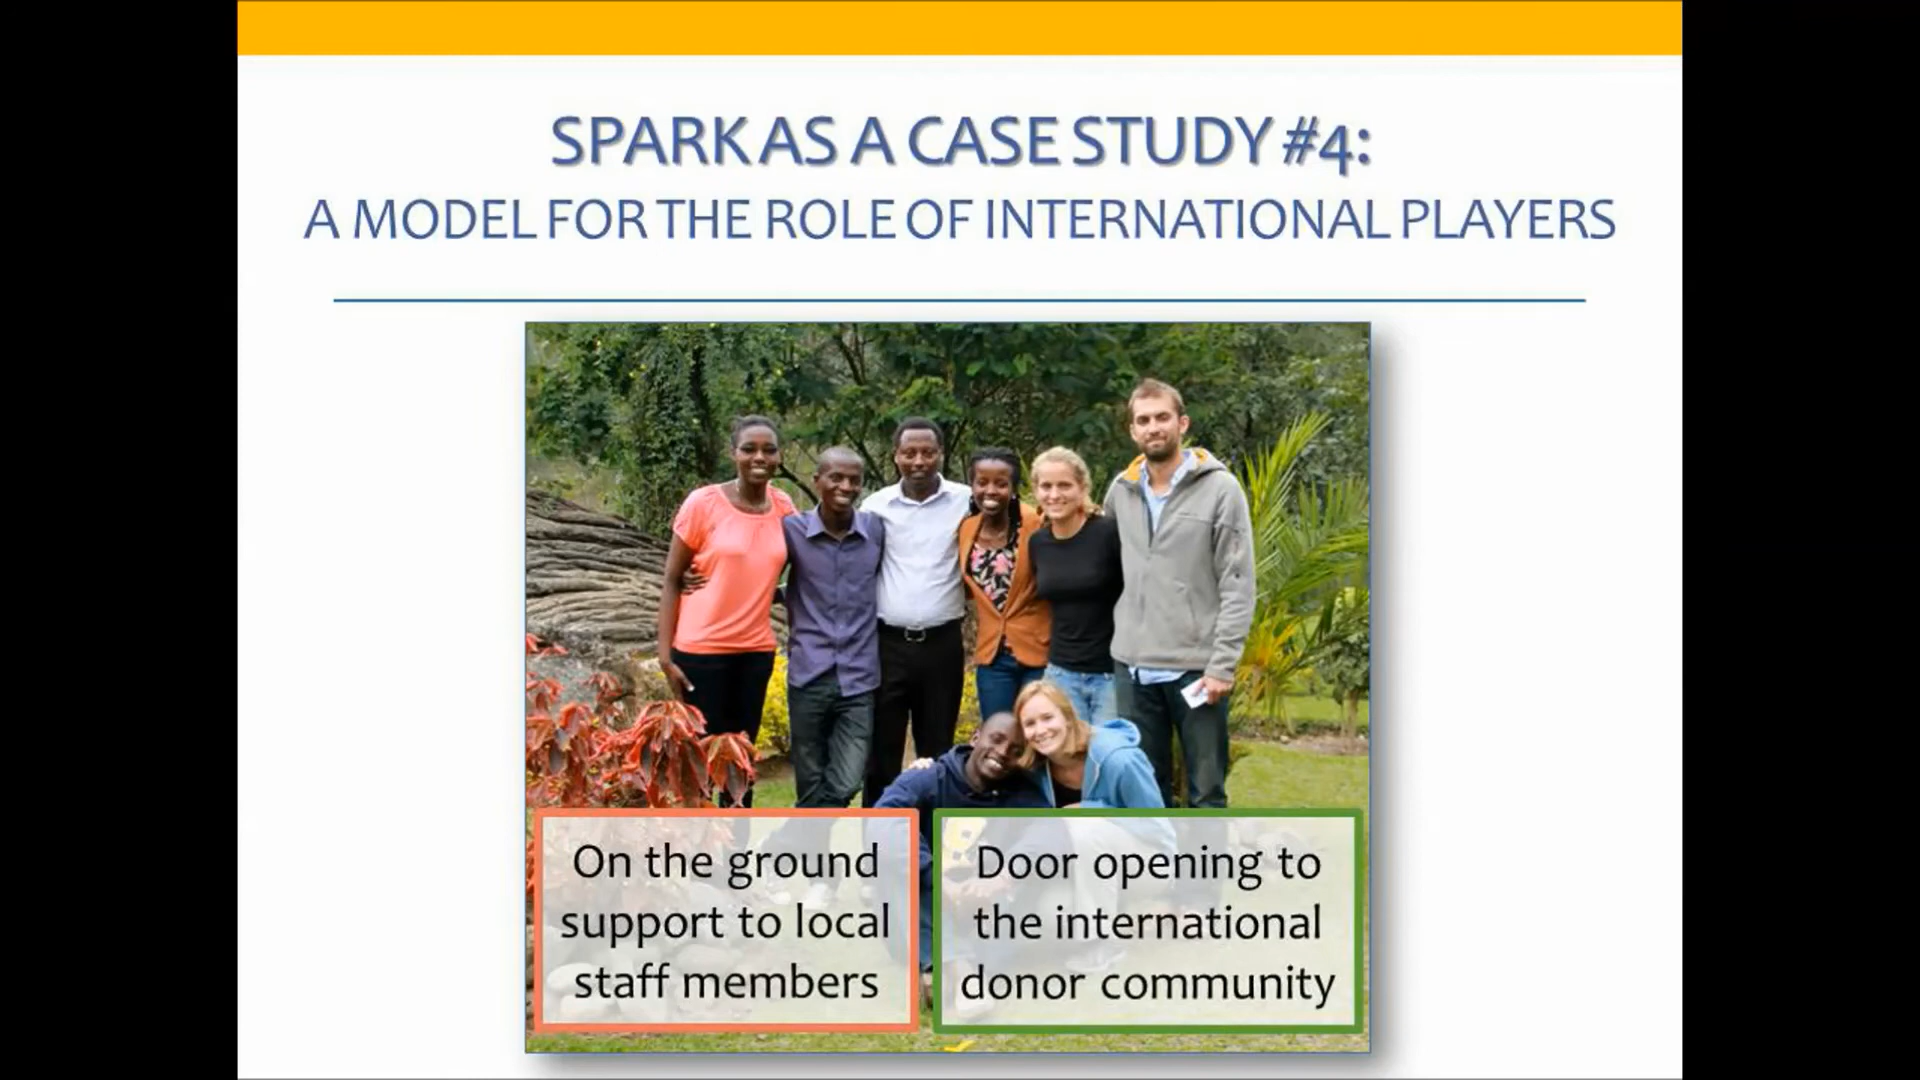 SPARK AS A CASE STUDY #4:
A MODEL FOR THE ROLE OF INTERNATIONAL PLAYERS
On the ground
support to local
staff members
Door opening to
the international
donor community